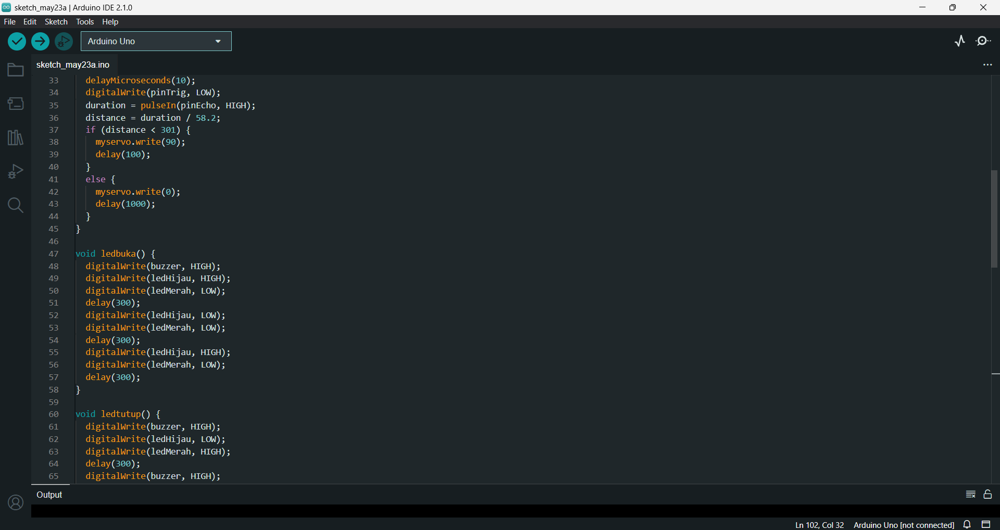 sketch_may23a | Arduino IDE 2.1.0
File Edit Sketch Tools Help
Arduino Uno
sketch_may23a.ino
33 delayMicroseconds(10);
34 digitalWrite(pinTrig, LOW);
35 duration = pulseIn(pinEcho, HIGH);
36 distance = duration / 58.2;
37 if (distance < 301) {
38 myservo.write(90);
39 delay(100);
40 }
41 else {
42 myservo.write(0);
43 delay(1000);
44 }
45 }
46
47 void ledbuka() {
48 digitalWrite(buzzer, HIGH);
49 digitalWrite(ledHijau, HIGH);
50 digitalWrite(ledMerah, LOW);
51 delay(300);
52 digitalWrite(ledHijau, LOW);
53 digitalWrite(ledMerah, LOW);
54 delay(300);
55 digitalWrite(ledHijau, HIGH);
56 digitalWrite(ledMerah, LOW);
57 delay(300);
58 }
59
60 void ledtutup() {
61 digitalWrite(buzzer, HIGH);
62 digitalWrite(ledHijau, LOW);
63 digitalWrite(ledMerah, HIGH);
64 delay(300);
65 digitalWrite(buzzer, HIGH);
Output
Ln 102, Col 32 Arduino Uno [not connected]